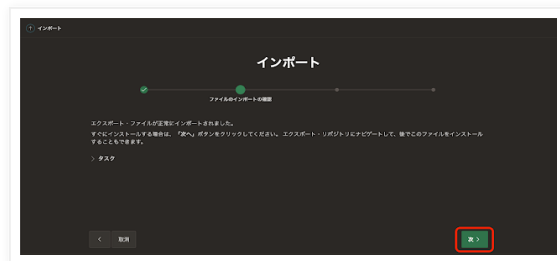 インポート
インポート
ファイルのインポートの確認
エクスポート・ファイルが正常にインポートされました。
すぐにインストールする場合は、「次へ」ボタンをクリックしてください。エクスポート・リポジトリにナビゲートして、後でこのファイルをインストール
することもできます。
タスク
取消
次